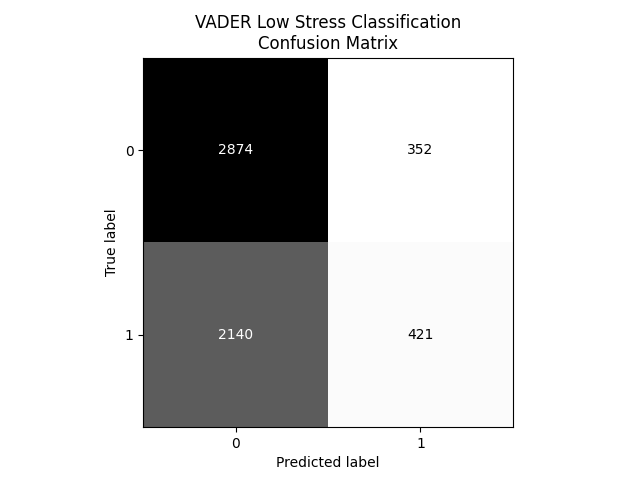 VADER Low Stress Classification
Confusion Matrix
0
2874
352
True label
1
2140
421
0
1
Predicted label